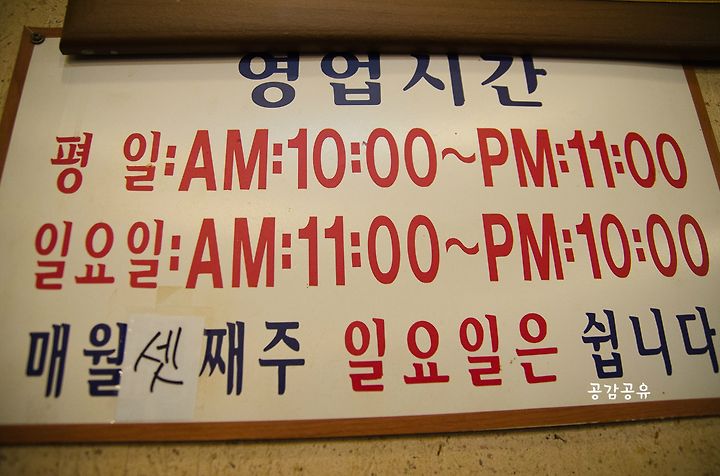 영업시간
평 일:AM:10:00~PM:11:00
일요일:AM:11:00~PM:10:00
매월셋째주 일요일은 쉽니다
공감공유